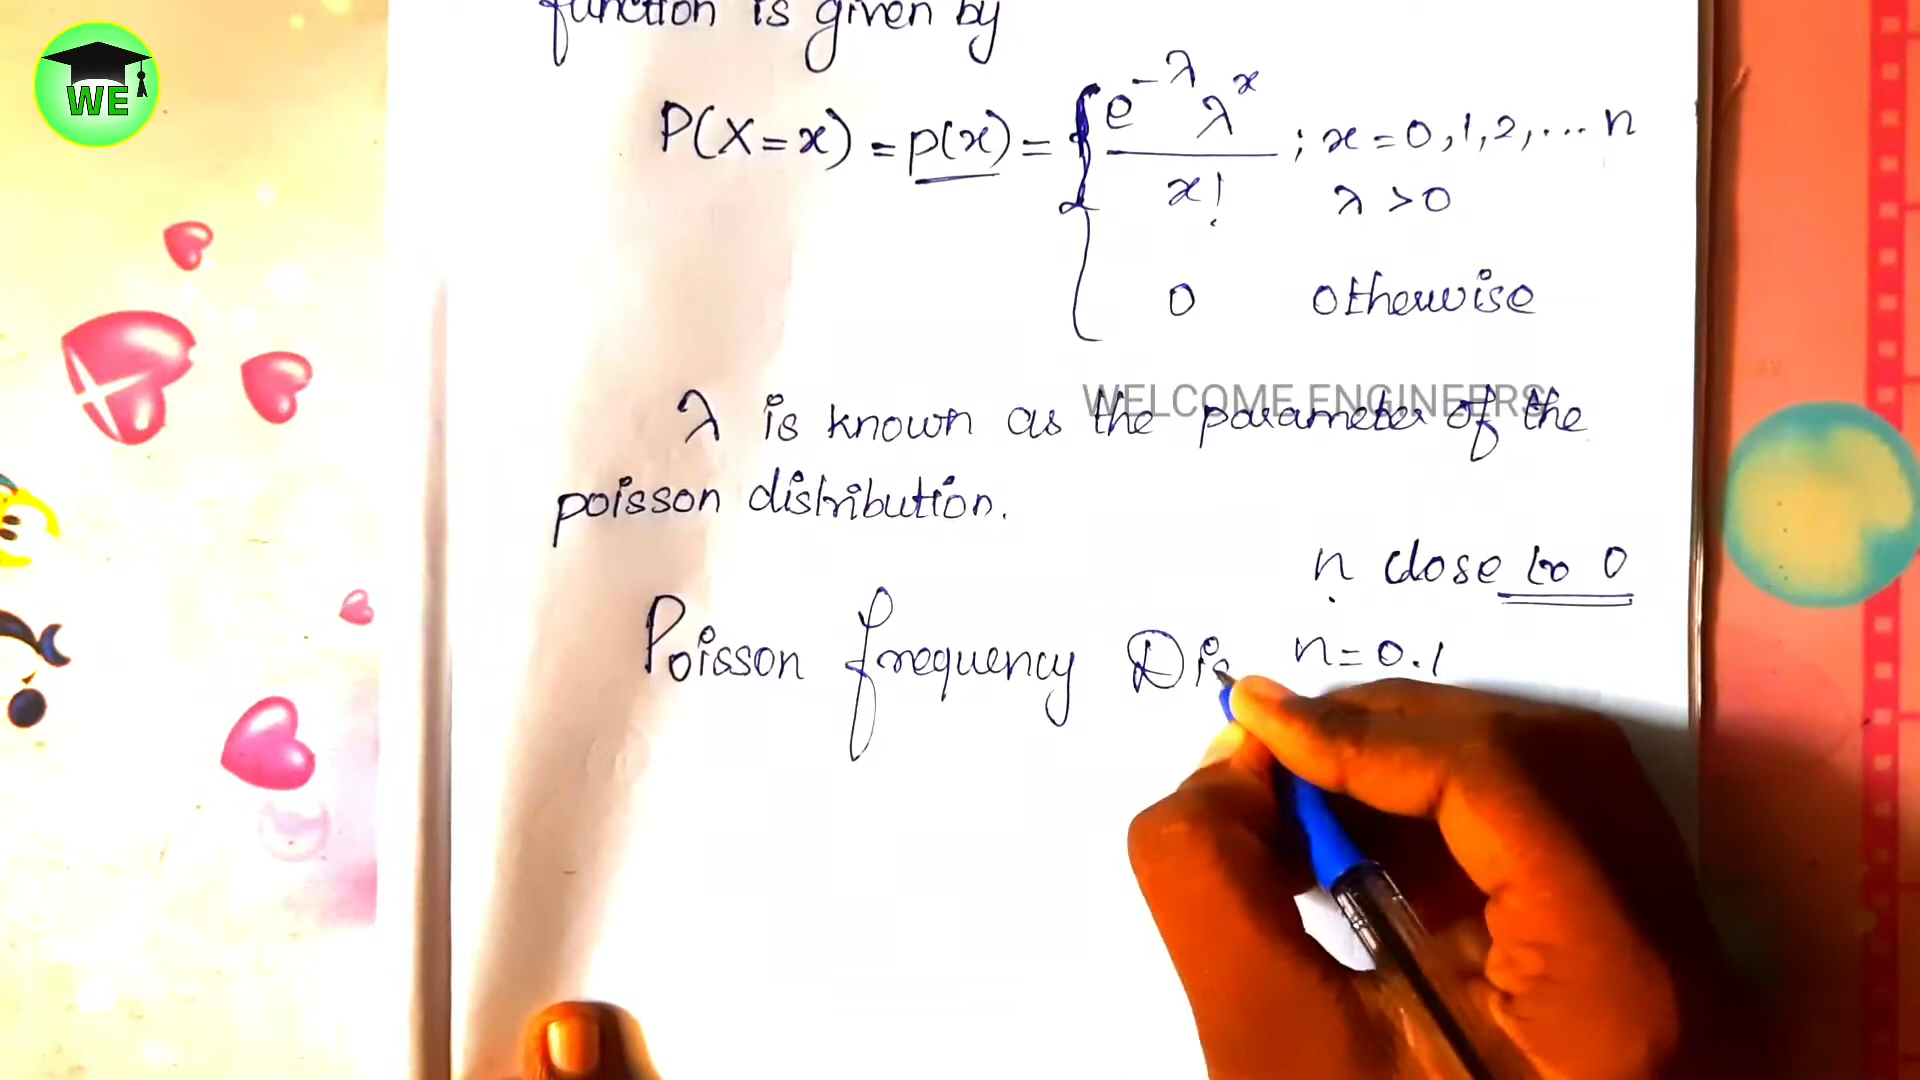 WE
function is given by
P(X=x) = p(x) = { e^-λ λ^x / x! ; x = 0,1,2,... n
λ > 0
0 otherwise
WELCOME ENGINEERS
λ is known as the parameter of the
poisson distribution.
n close to 0
Poisson frequency Dis
n = 0.1